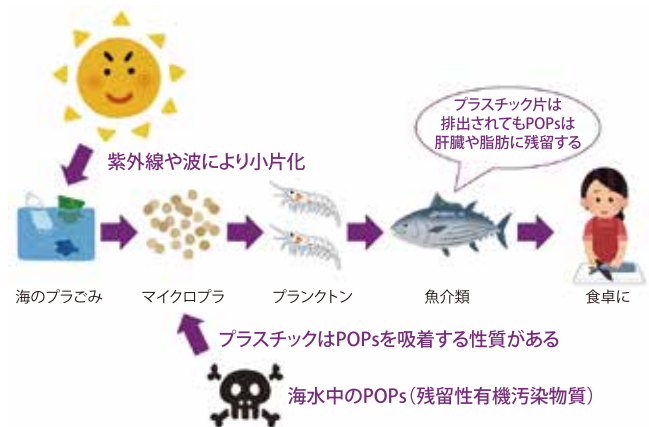 プラスチック片は
排出されてもPOPsは
肝臓や脂肪に残留する
紫外線や波により小片化
海のプラごみ
マイクロプラ
プランクトン
魚介類
食卓に
プラスチックはPOPsを吸着する性質がある
海水中のPOPs（残留性有機汚染物質）